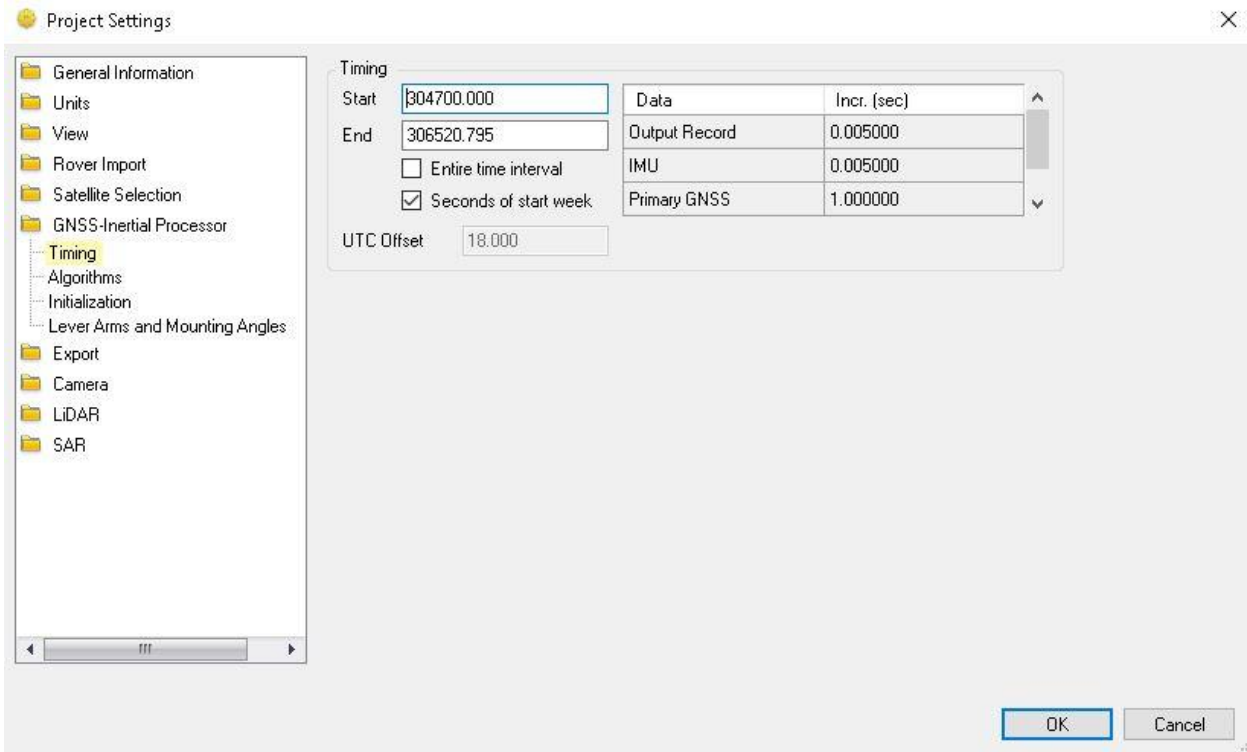 Project Settings
General Information
Units
View
Rover Import
Satellite Selection
GNSS-Inertial Processor
Timing
Algorithms
Initialization
Lever Arms and Mounting Angles
Export
Camera
LiDAR
SAR
Timing
Start 304700.000
End 306520.795
Entire time interval
Seconds of start week
UTC Offset 18.000
Data Incr. (sec)
Output Record 0.005000
IMU 0.005000
Primary GNSS 1.000000
OK Cancel